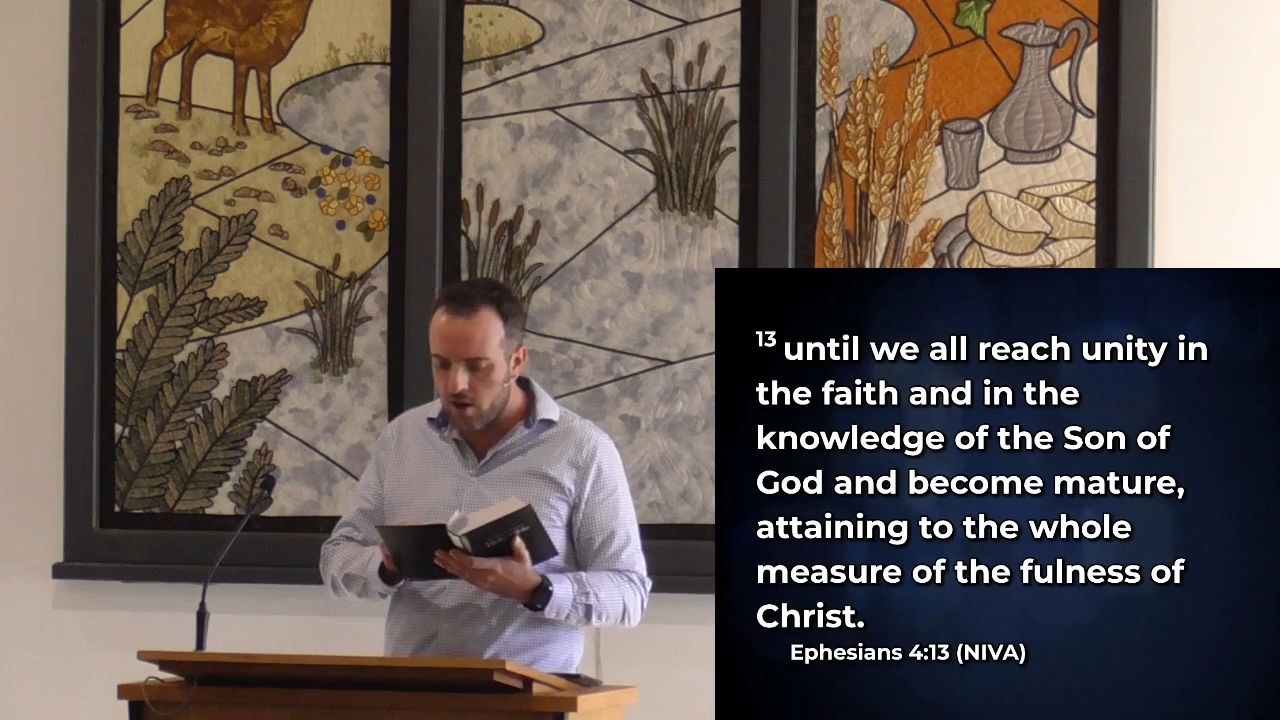 13 until we all reach unity in
the faith and in the
knowledge of the Son of
God and become mature,
attaining to the whole
measure of the fulness of
Christ.
Ephesians 4:13 (NIVA)